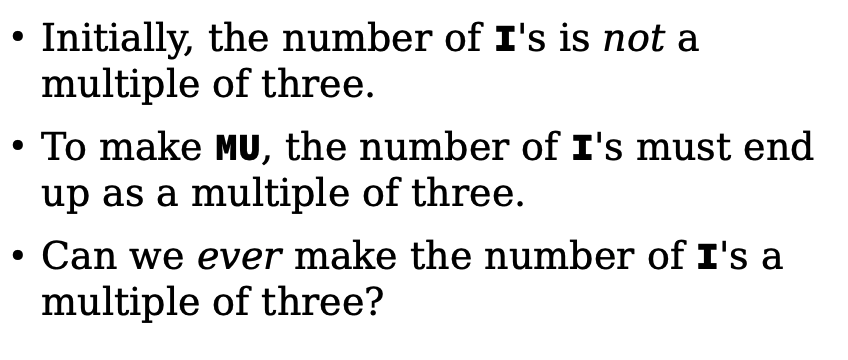 • Initially, the number of I's is not a
multiple of three.
• To make MU, the number of I's must end
up as a multiple of three.
• Can we ever make the number of I's a
multiple of three?